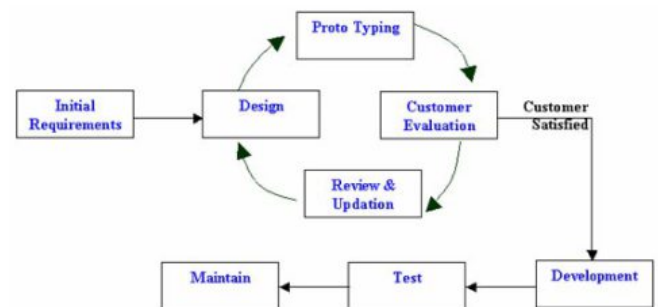 Proto Typing
Initial
Requirements
Design
Customer
Evaluation
Customer
Satisfied
Review &
Updation
Maintain
Test
Development